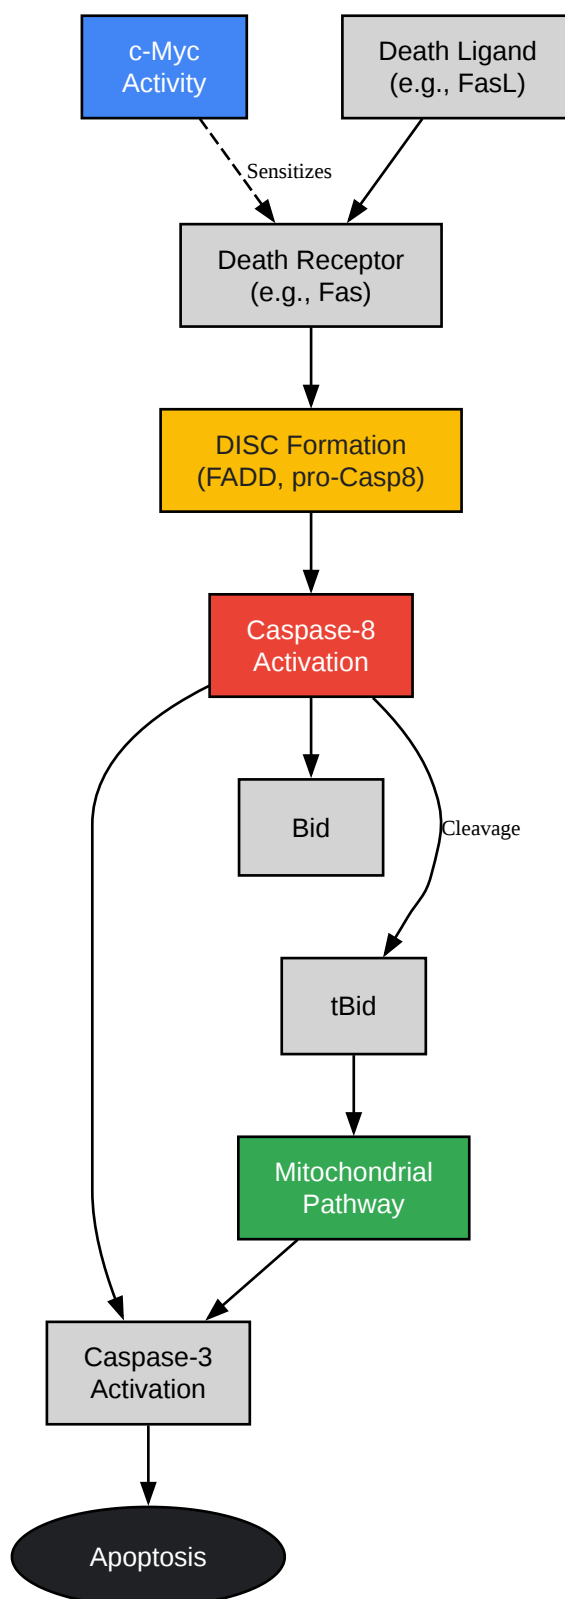 c-Myc
Activity
Death Ligand
(e.g., FasL)
Sensitizes
Death Receptor
(e.g., Fas)
DISC Formation
(FADD, pro-Casp8)
Caspase-8
Activation
Bid
Cleavage
tBid
Mitochondrial
Pathway
Caspase-3
Activation
Apoptosis